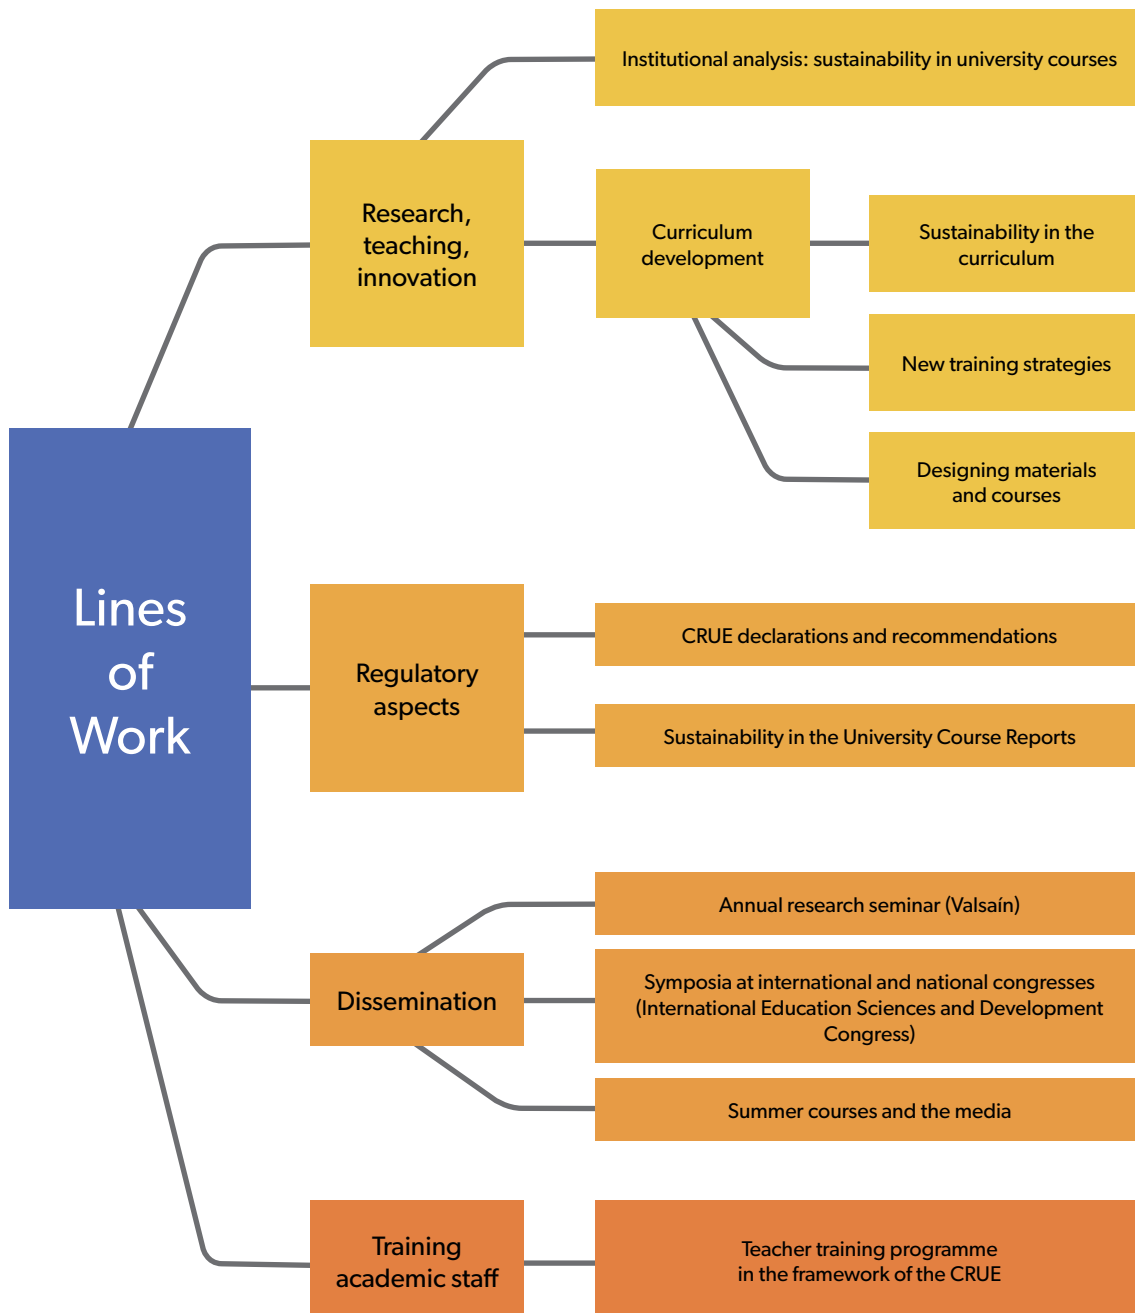 Institutional analysis: sustainability in university courses
Research,
teaching,
innovation
Curriculum
development
Sustainability in the
curriculum
New training strategies
Designing materials
and courses
Lines
of
Work
Regulatory
aspects
CRUE declarations and recommendations
Sustainability in the University Course Reports
Dissemination
Annual research seminar (Valsaín)
Symposia at international and national congresses
(International Education Sciences and Development
Congress)
Summer courses and the media
Training
academic staff
Teacher training programme
in the framework of the CRUE